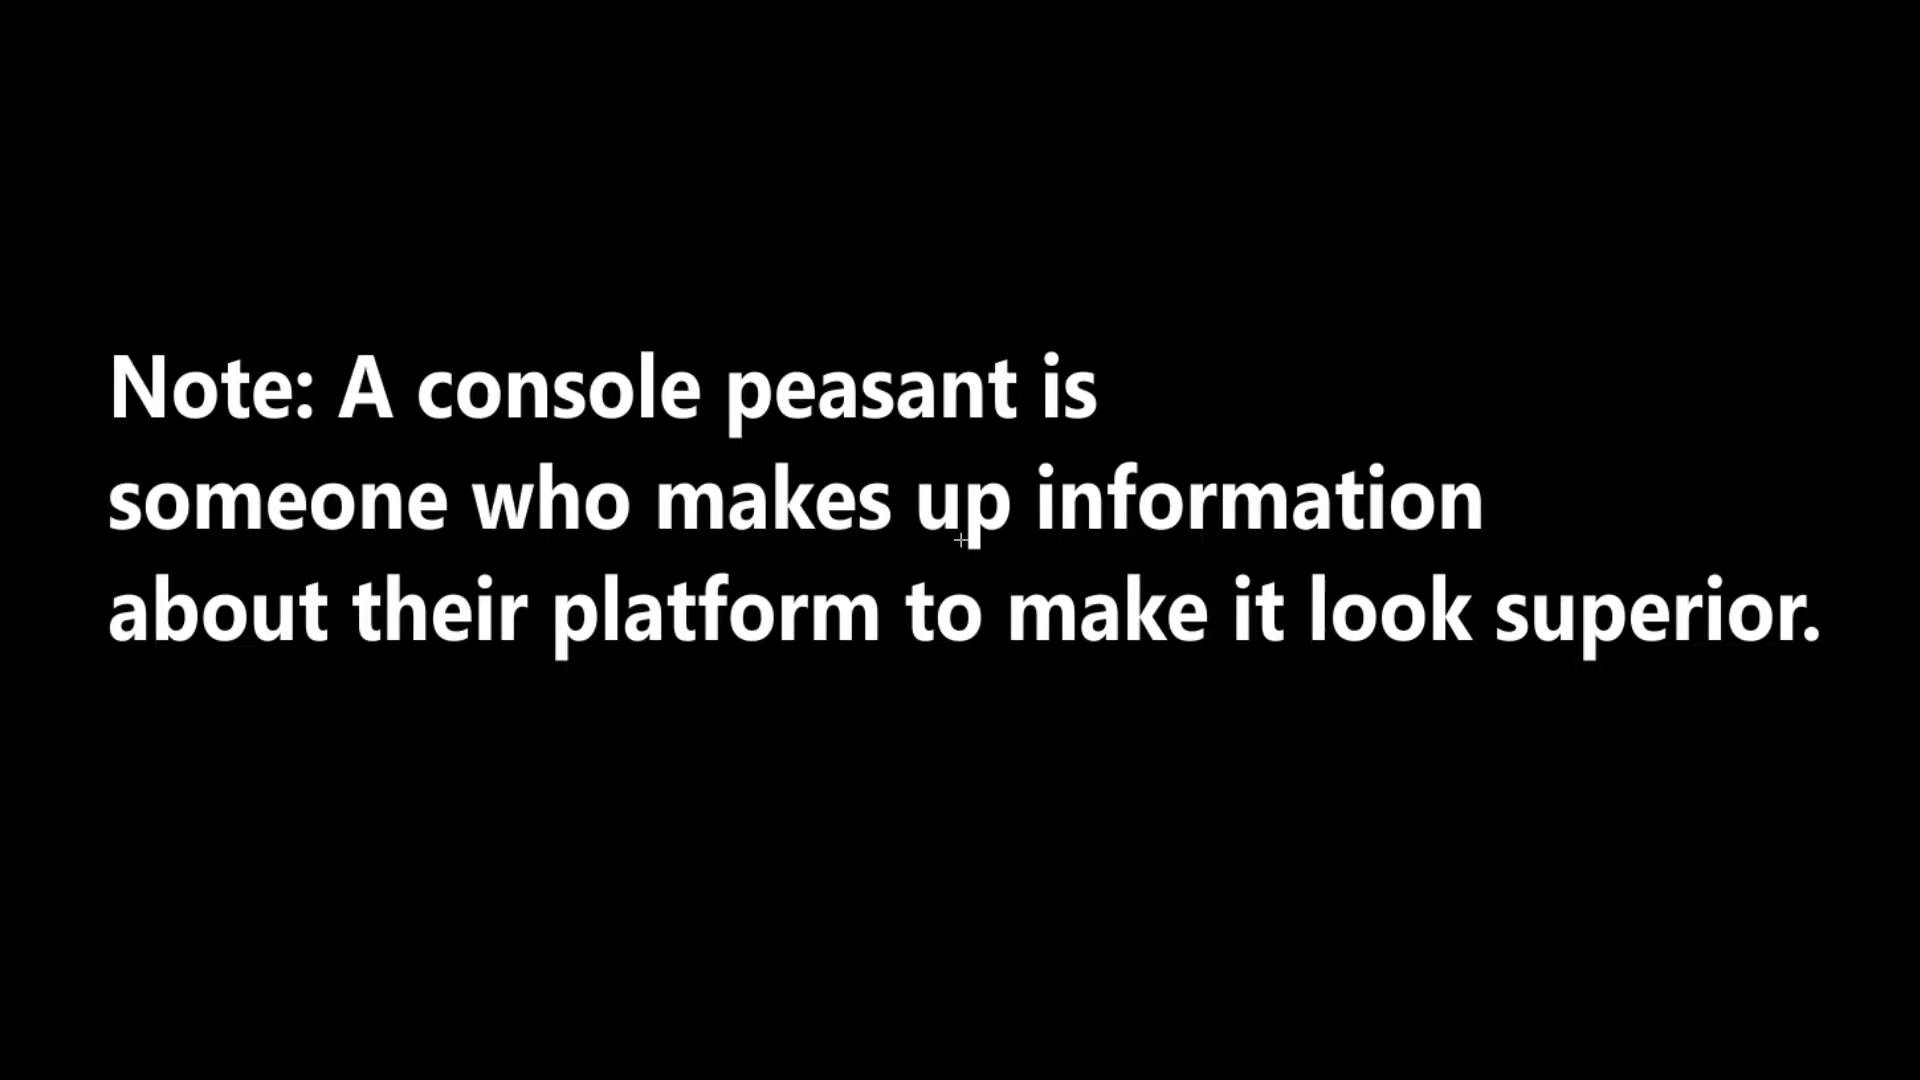 Note: A console peasant is
someone who makes up information
about their platform to make it look superior.